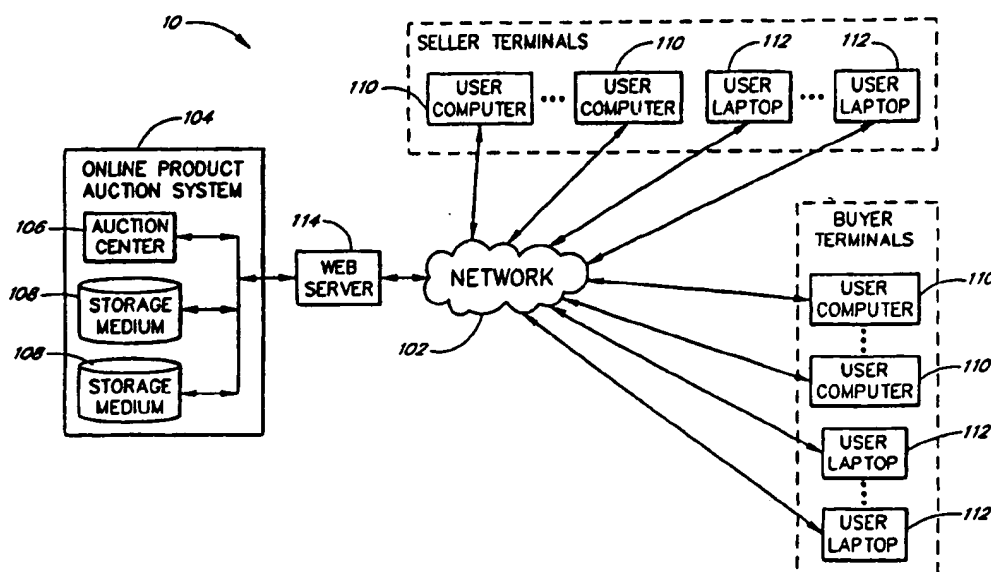 10
104
ONLINE PRODUCT
AUCTION SYSTEM
106
AUCTION
CENTER
108
STORAGE
MEDIUM
108
STORAGE
MEDIUM
114
WEB
SERVER
NETWORK
102
SELLER TERMINALS
110
110
112
112
USER
COMPUTER
USER
COMPUTER
USER
LAPTOP
USER
LAPTOP
BUYER
TERMINALS
110
USER
COMPUTER
110
USER
COMPUTER
112
USER
LAPTOP
112
USER
LAPTOP